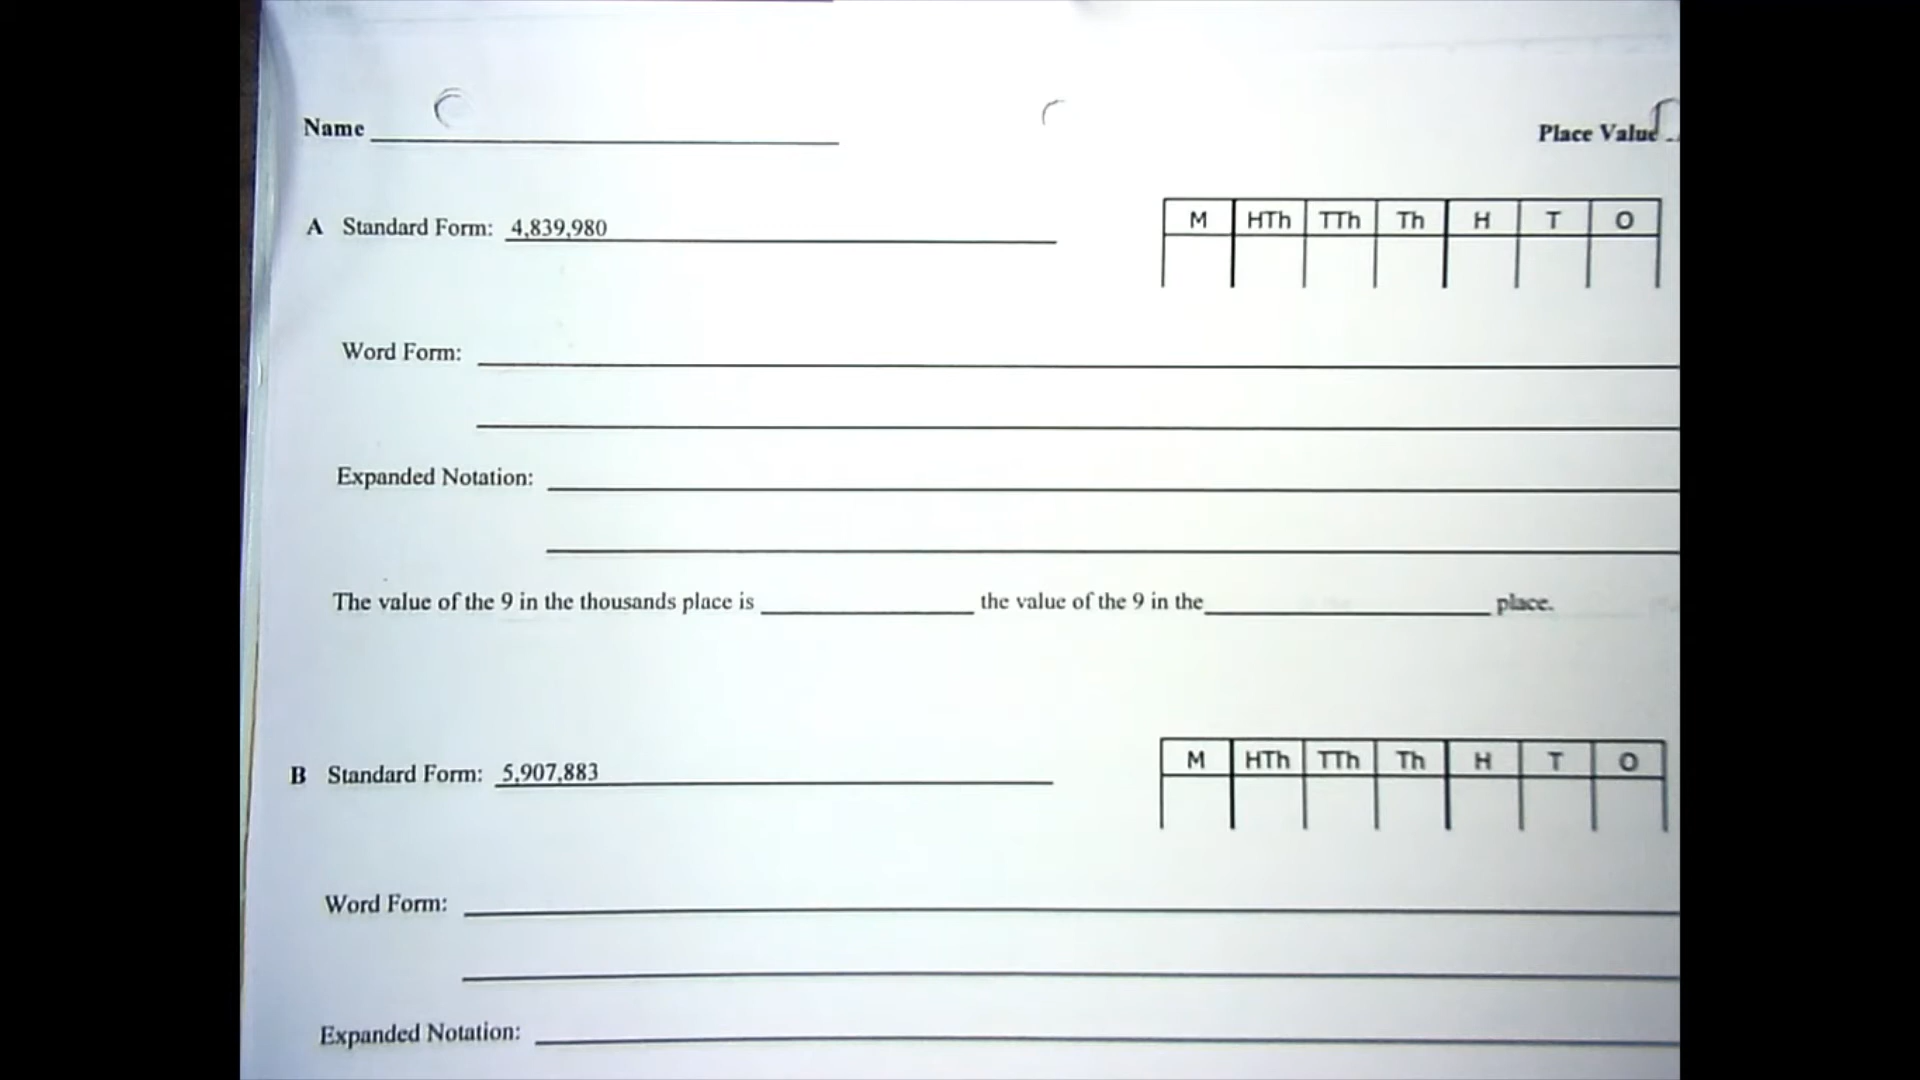 Name Place Value
A Standard Form: 4,839,980
M HTh TTh Th H T O
Word Form:
Expanded Notation:
The value of the 9 in the thousands place is the value of the 9 in the place.
B Standard Form: 5,907,883
M HTh TTh Th H T O
Word Form:
Expanded Notation: